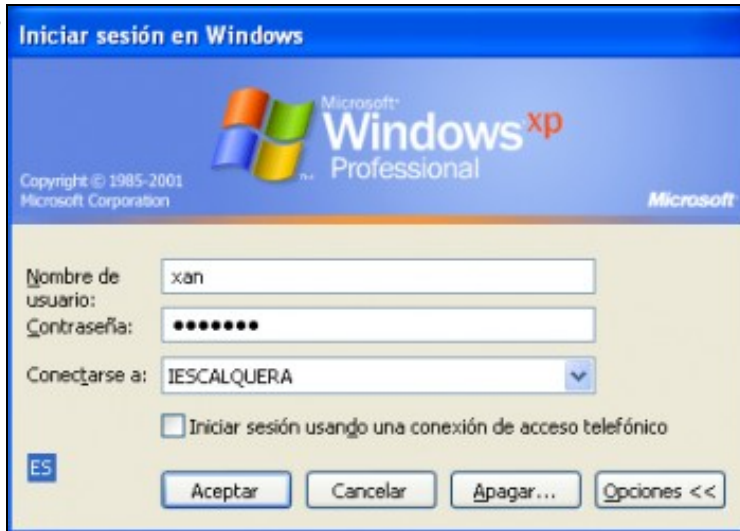 Iniciar sesión en Windows
Microsoft
Windows xp
Professional
Copyright © 1985-2001
Microsoft Corporation
Microsoft
Nombre de
usuario:
xan
Contraseña:
●●●●●●●
Conectarse a:
IESCALQUERA
Iniciar sesión usando una conexión de acceso telefónico
ES
Aceptar
Cancelar
Apagar...
Opciones <<